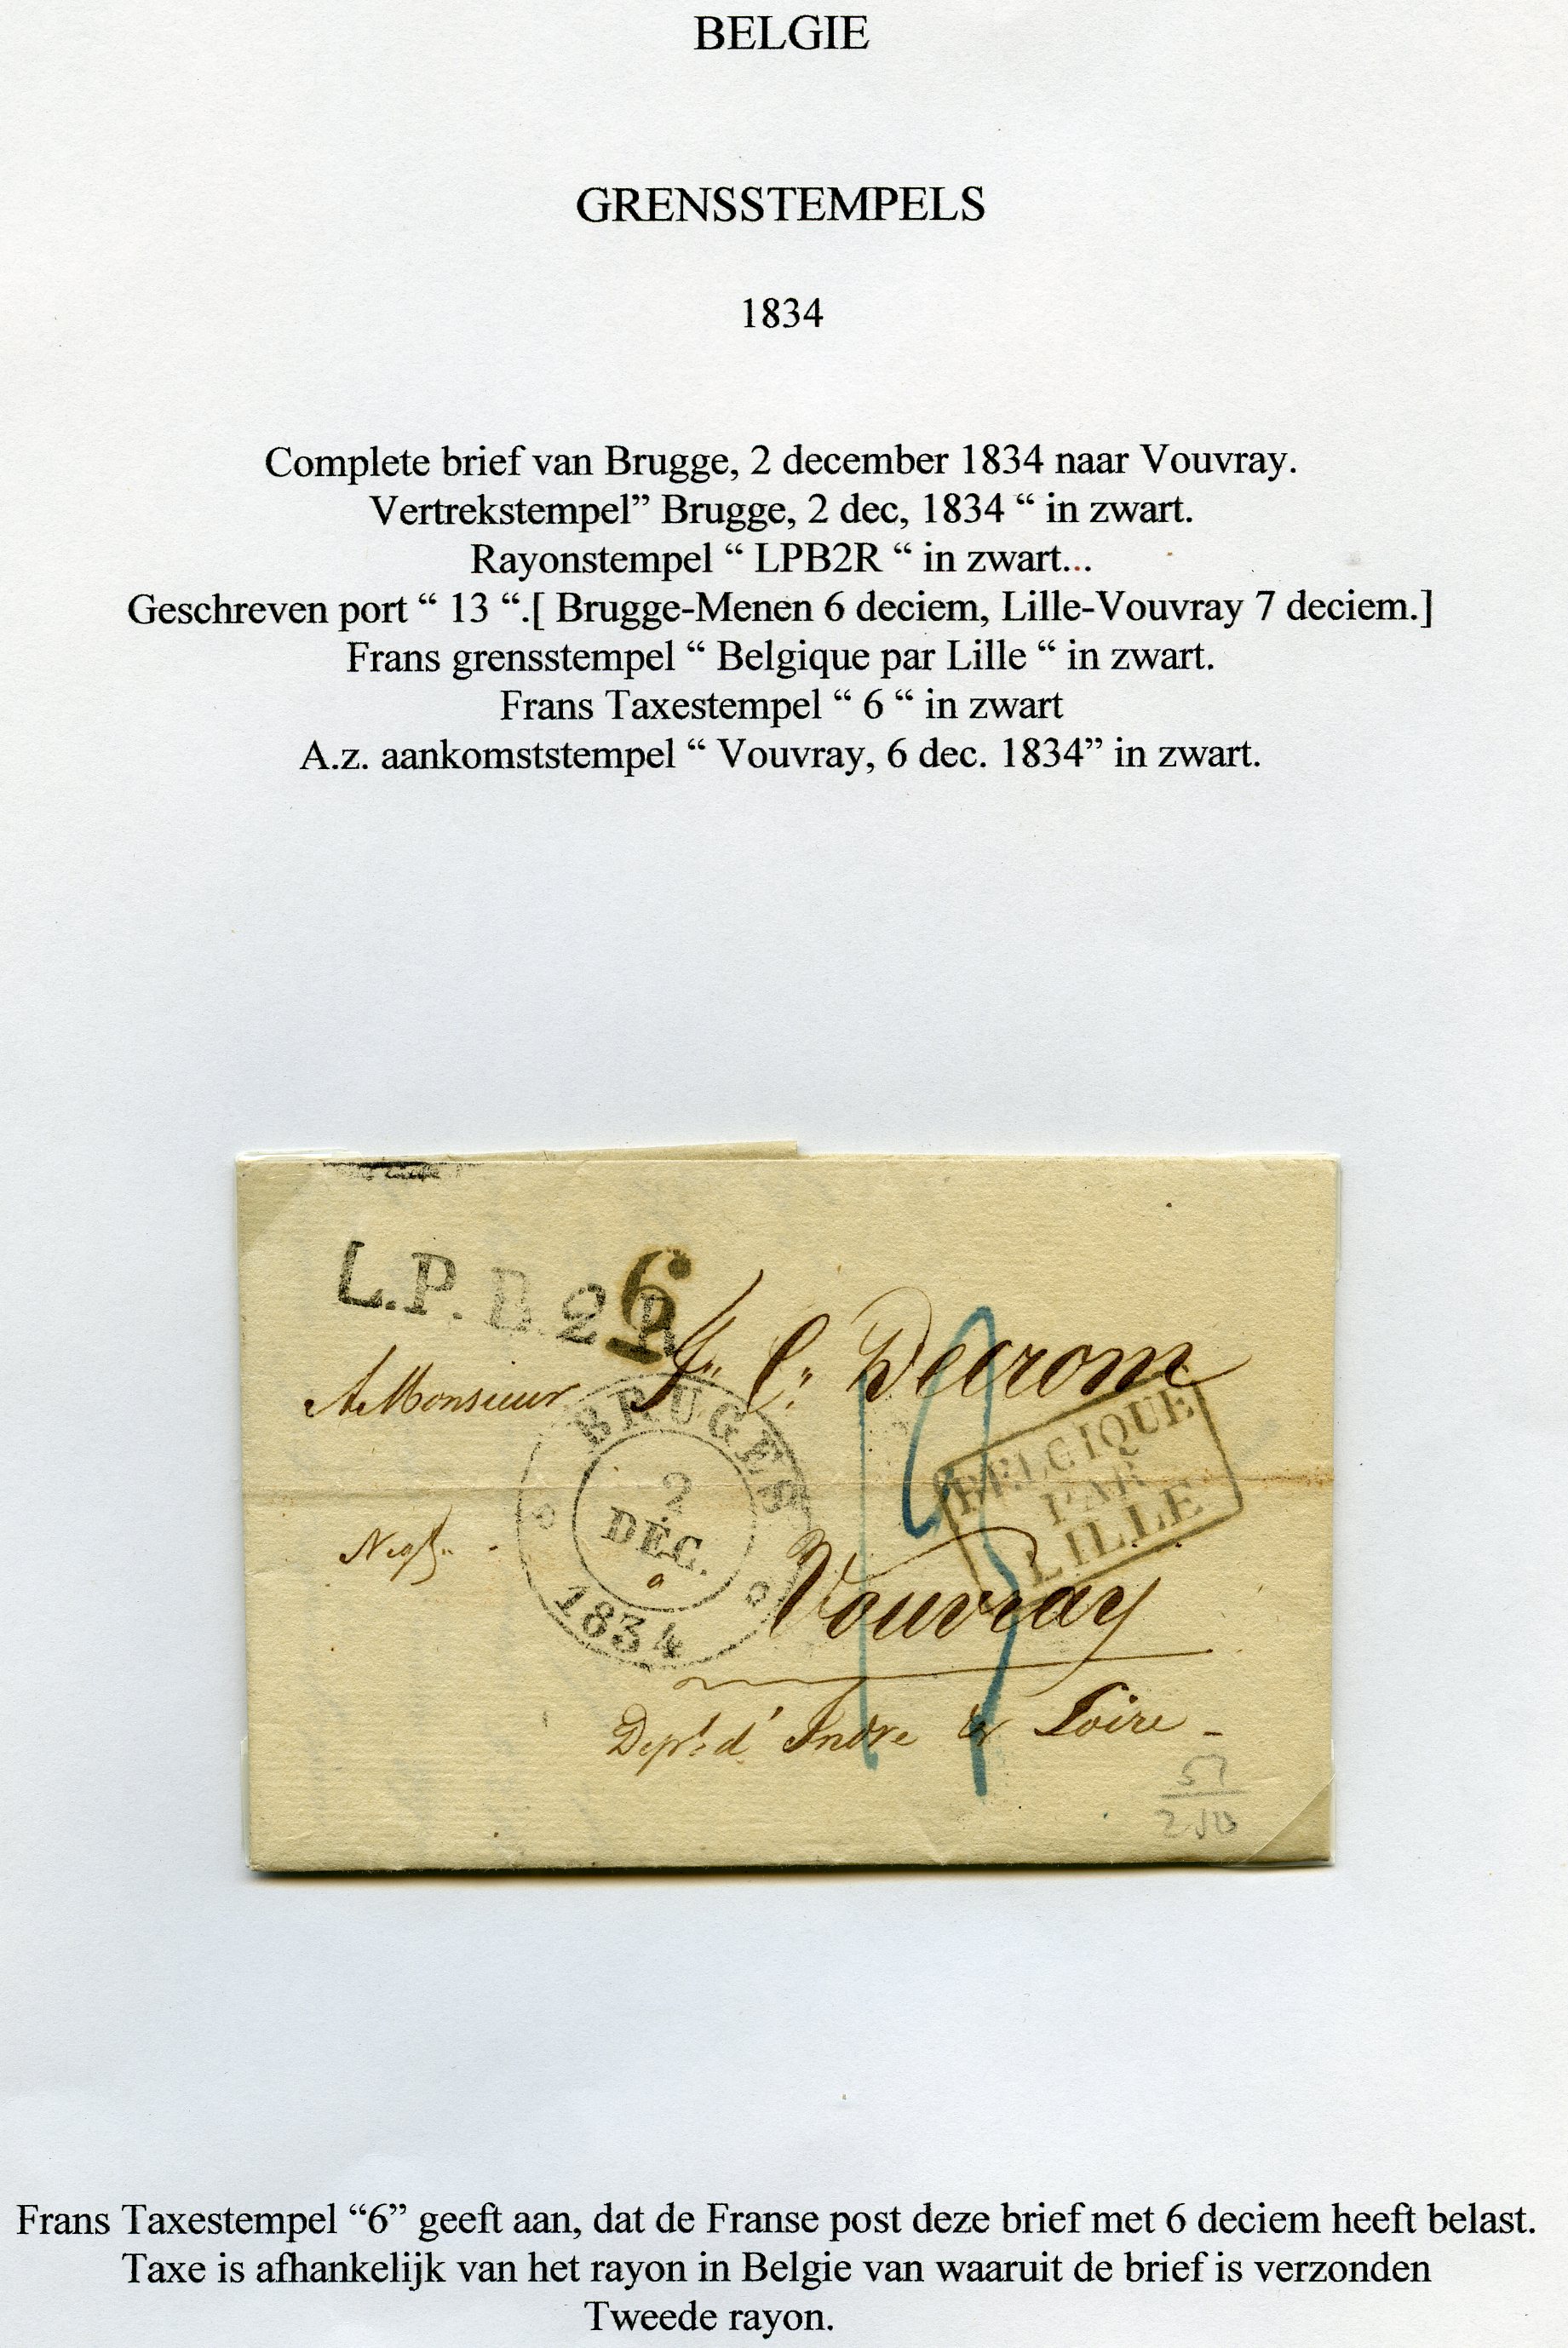 BELGIE
GRENSSTEMPELS
1834
Complete brief van Brugge, 2 december 1834 naar Vouvray.
Vertrekstempel” Brugge, 2 dec, 1834 “ in zwart.
Rayonstempel “ LPB2R “ in zwart...
Geschreven port “ 13 “.[ Brugge-Menen 6 deciem, Lille-Vouvray 7 deciem.]
Frans grensstempel “ Belgique par Lille “ in zwart.
Frans Taxestempel “ 6 “ in zwart
A.z. aankomststempel “ Vouvray, 6 dec. 1834” in zwart.
L.P.B.2R
6
A Monsieur
BRUGES
2
DÉC.
1834
13
BELGIQUE
PAR
LILLE
Vouvray
Dept. d' Indre & Loire -
Frans Taxestempel “6” geeft aan, dat de Franse post deze brief met 6 deciem heeft belast.
Taxe is afhankelijk van het rayon in Belgie van waaruit de brief is verzonden
Tweede rayon.